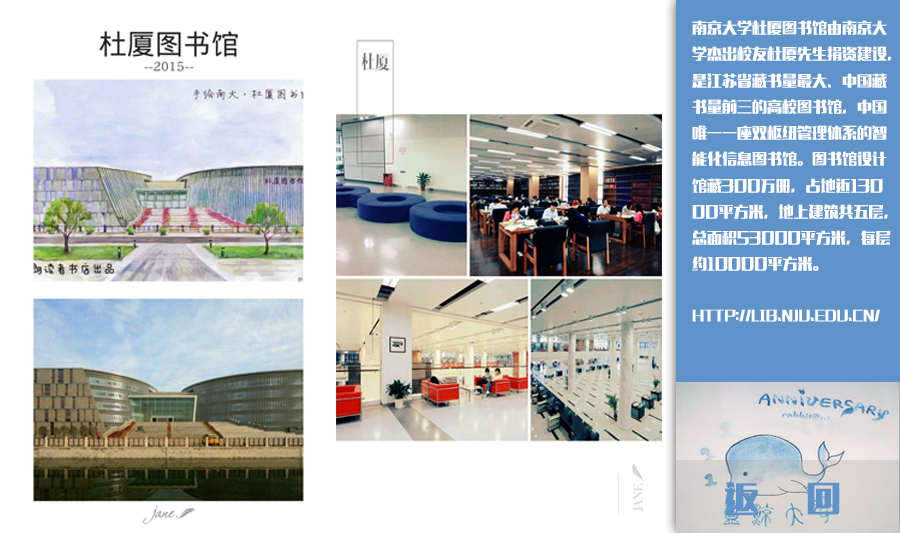 杜厦图书馆
--2015--
手绘南大·杜厦图书
杜厦图书馆
朗读者书店出品
jane.
杜厦
JANE
南京大学杜厦图书馆由南京大
学杰出校友杜厦先生捐资建设,
是江苏省藏书量最大、中国藏
书量前三的高校图书馆,中国
唯一一座双枢纽管理体系的智
能化信息图书馆。图书馆设计
馆藏300万册,占地近130
00平方米,地上建筑共五层,
总面积53000平方米,每层
约10000平方米。
HTTP://LIB.NJU.EDU.CN/
ANNIVERSARY
返 回